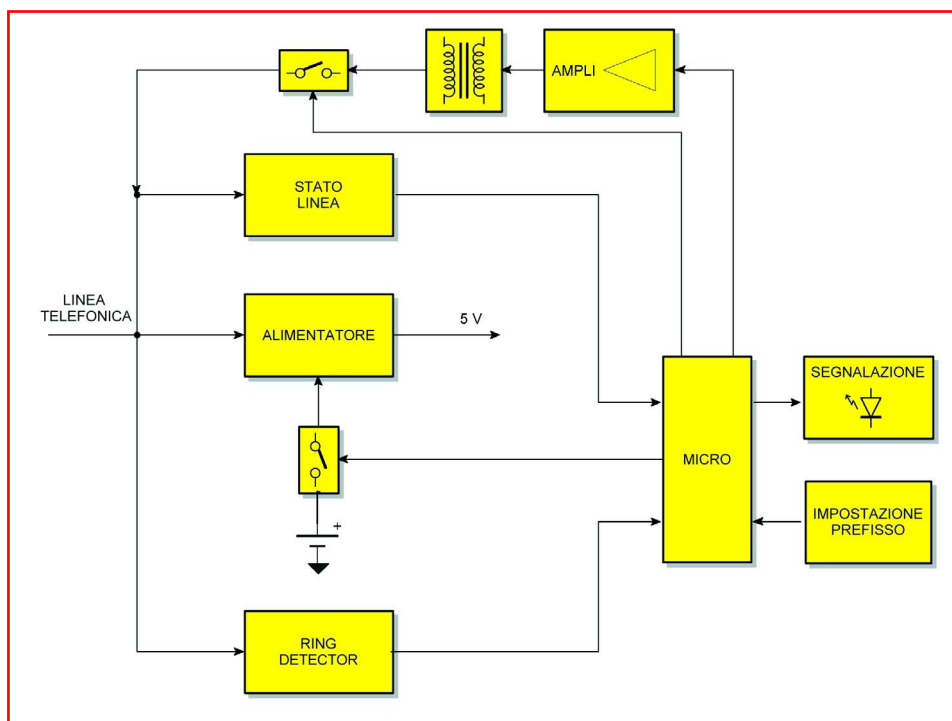 AMPLI
STATO
LINEA
LINEA
TELEFONICA
ALIMENTATORE
5 V
SEGNALAZIONE
MICRO
+
IMPOSTAZIONE
PREFISSO
RING
DETECTOR